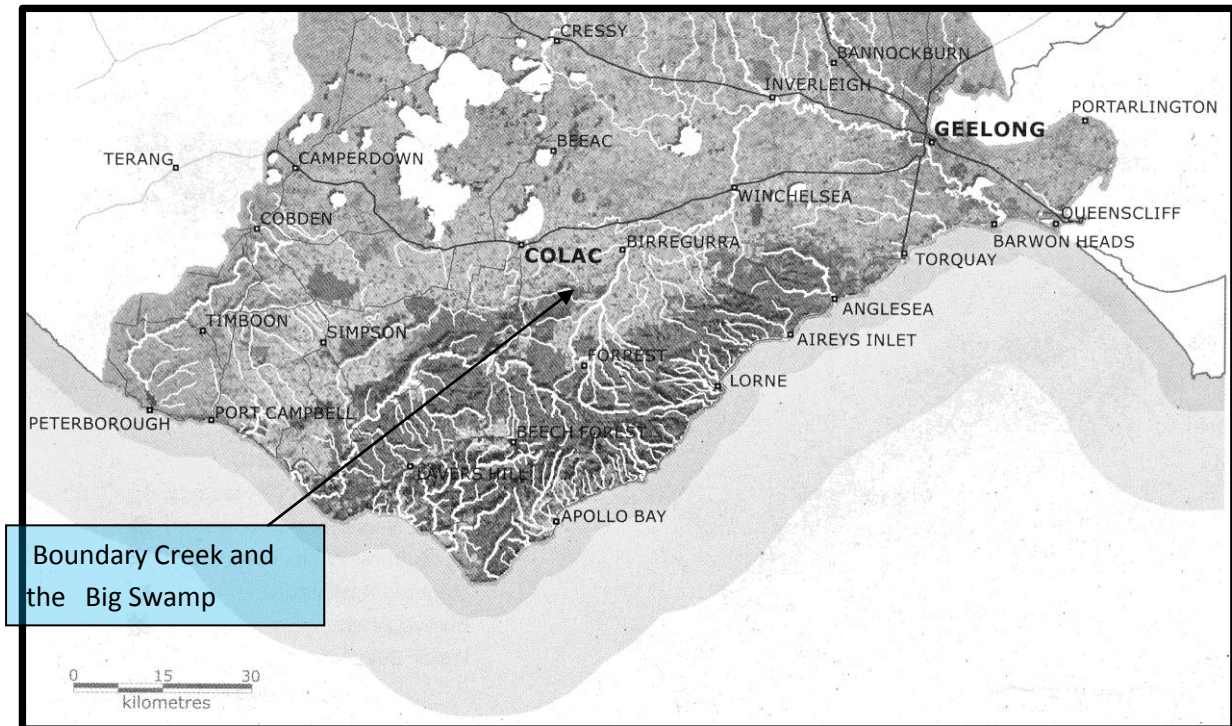 CRESSY
BANNOCKBURN
INVERLEIGH
PORTARLINGTON
GEELONG
BEEAC
TERANG
CAMPERDOWN
WINCHELSEA
COBDEN
QUEENSCLIFF
BARWON HEADS
BIRREGURRA
COLAC
TORQUAY
ANGLESEA
TIMBOON
SIMPSON
AIREYS INLET
FORREST
LORNE
PETERBOROUGH
PORT CAMPBELL
BEECH FOREST
LAVERS HILL
APOLLO BAY
Boundary Creek and
the Big Swamp
0 15 30
kilometres